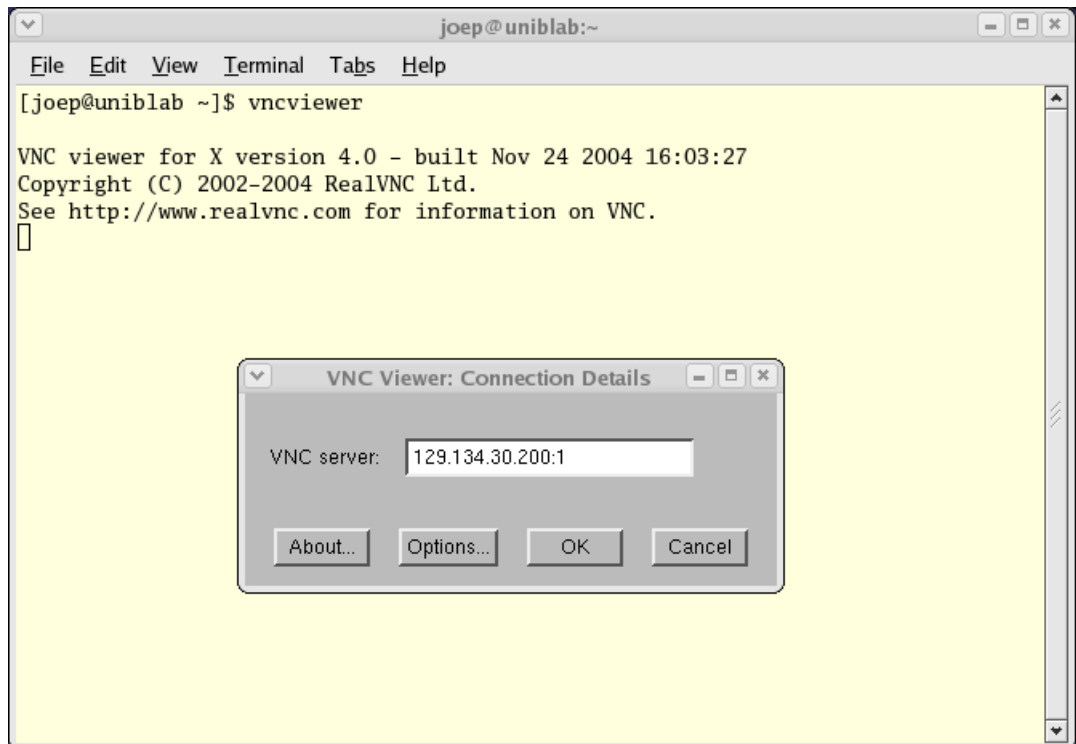 joep@uniblab:~
File Edit View Terminal Tabs Help
[joep@uniblab ~]$ vncviewer
VNC viewer for X version 4.0 - built Nov 24 2004 16:03:27
Copyright (C) 2002-2004 RealVNC Ltd.
See http://www.realvnc.com for information on VNC.
VNC Viewer: Connection Details
VNC server: 129.134.30.200:1
About... Options... OK Cancel